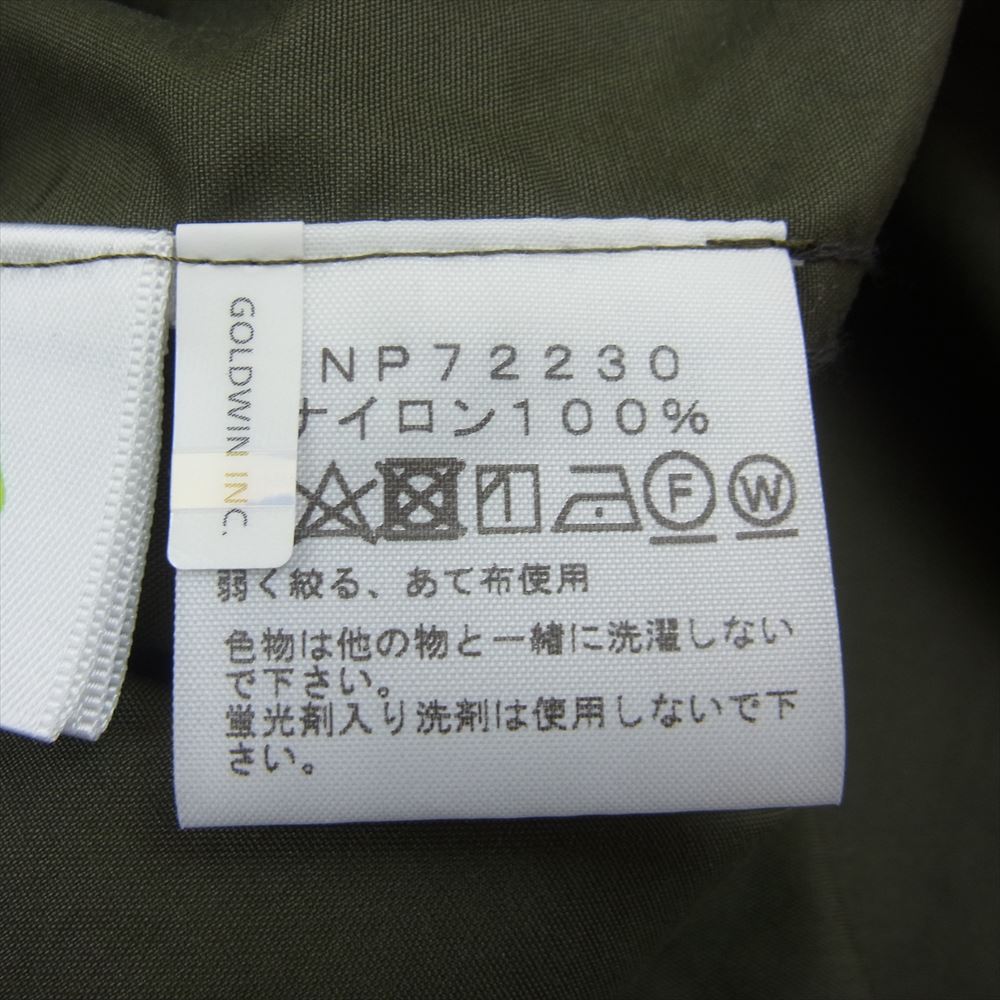 GOLDWIN INC.
NP72230
ナイロン100%
F W
弱く絞る、あて布使用
色物は他の物と一緒に洗濯しない
で下さい。
蛍光剤入り洗剤は使用しないで下
さい。